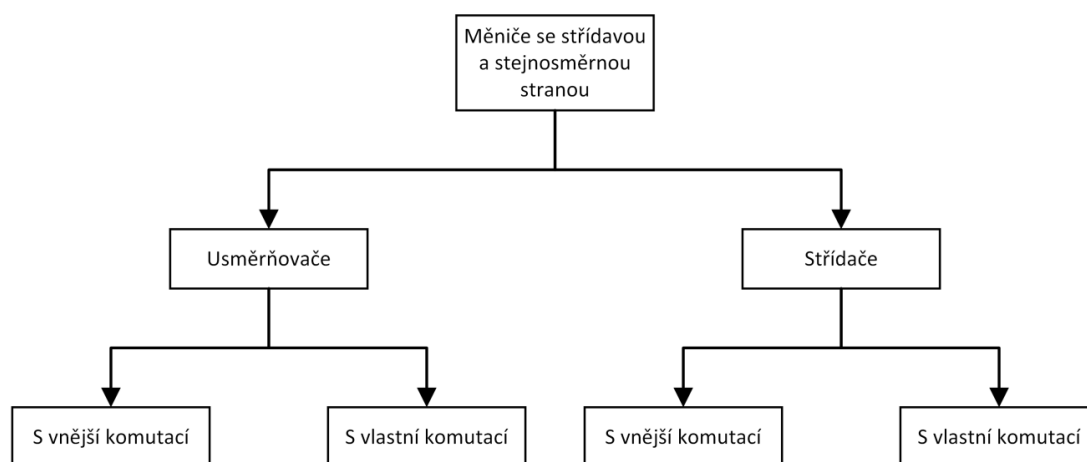 Měniče se střídavou
a stejnosměrnou
stranou
Usměrňovače
Střídače
S vnější komutací
S vlastní komutací
S vnější komutací
S vlastní komutací